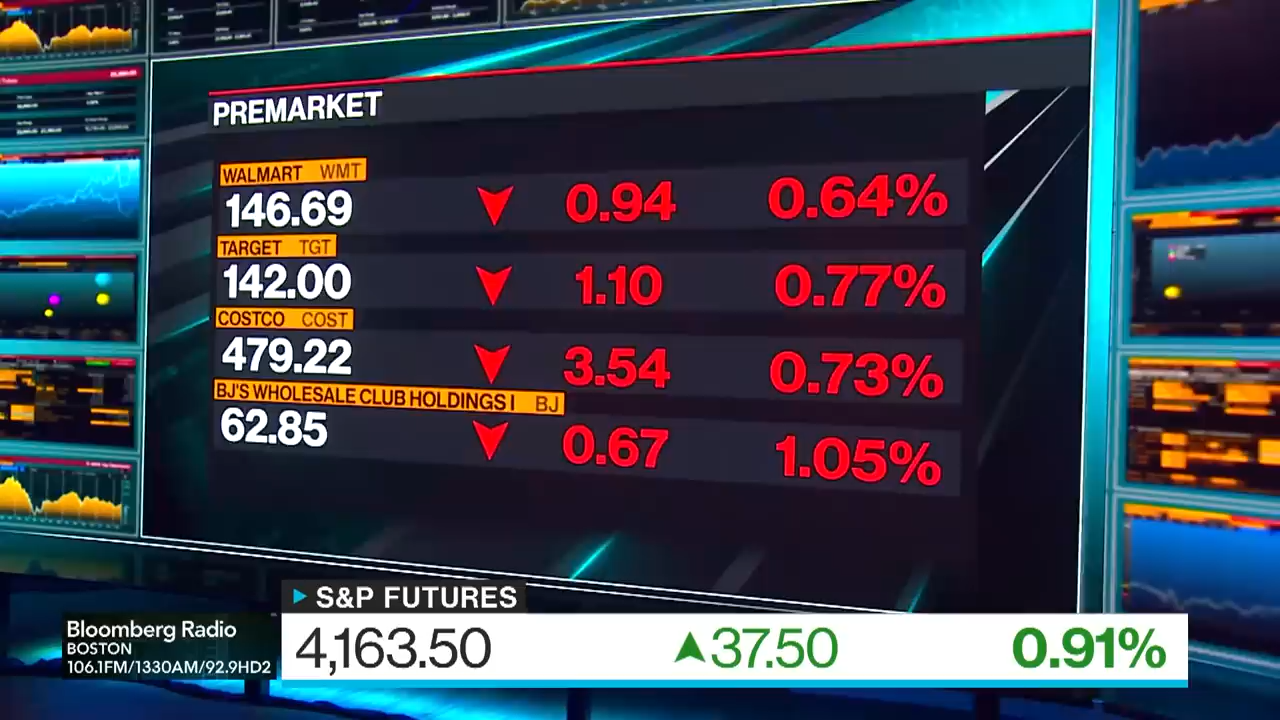 PREMARKET
WALMART WMT
146.69 ▼ 0.94 0.64%
TARGET TGT
142.00 ▼ 1.10 0.77%
COSTCO COST
479.22 ▼ 3.54 0.73%
BJ'S WHOLESALE CLUB HOLDINGS I BJ
62.85 ▼ 0.67 1.05%
▶ S&P FUTURES
4,163.50 ▲37.50 0.91%
Bloomberg Radio
BOSTON
106.1FM/1330AM/92.9HD2